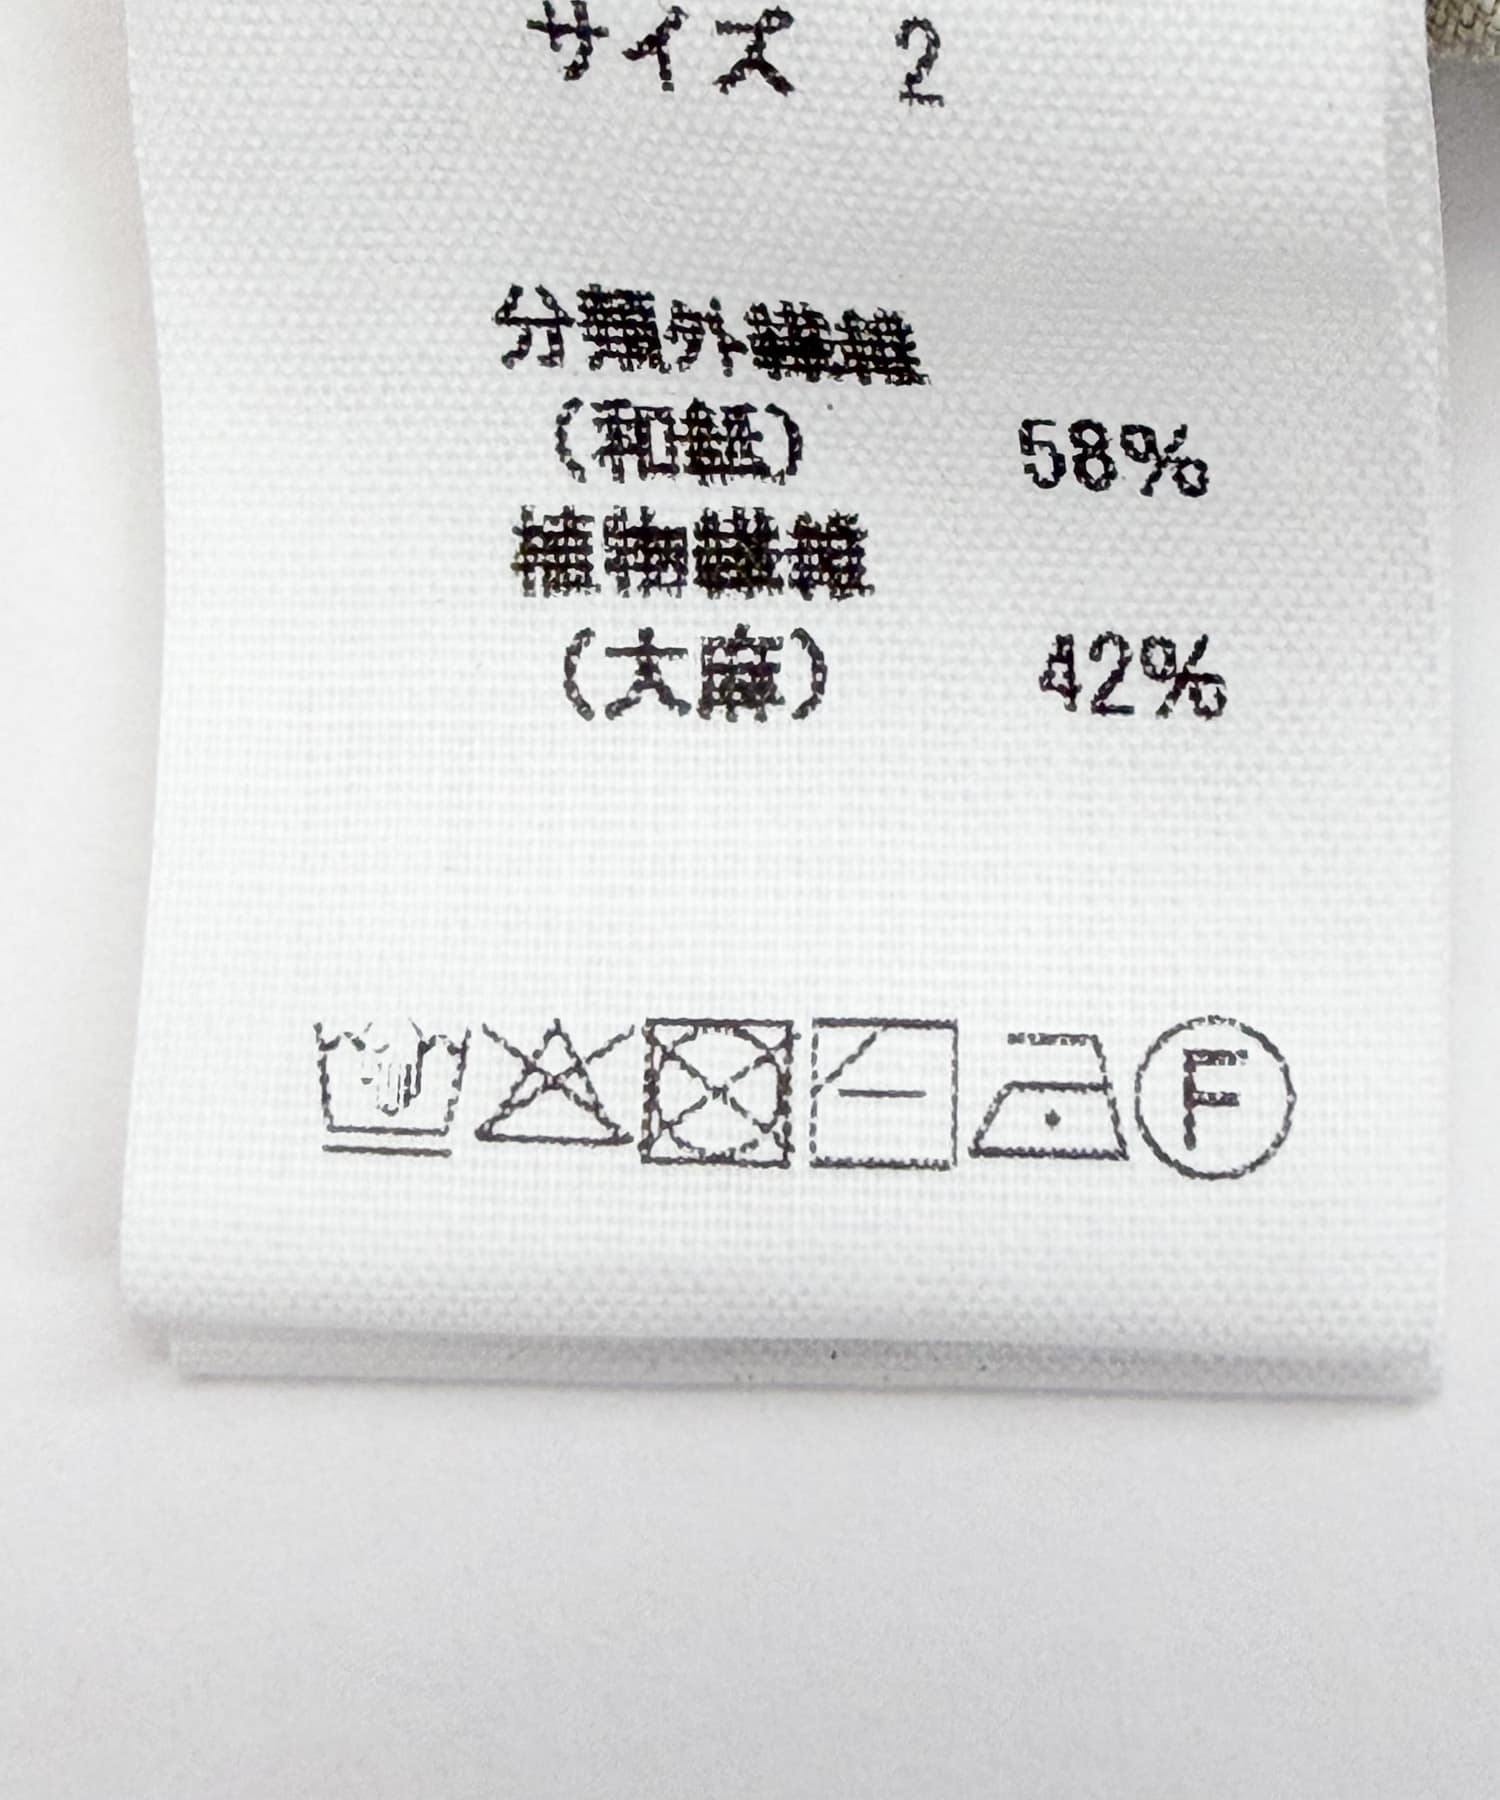 サイズ 2
分類外繊維
(和紙) 58%
植物繊維
(大麻) 42%
F